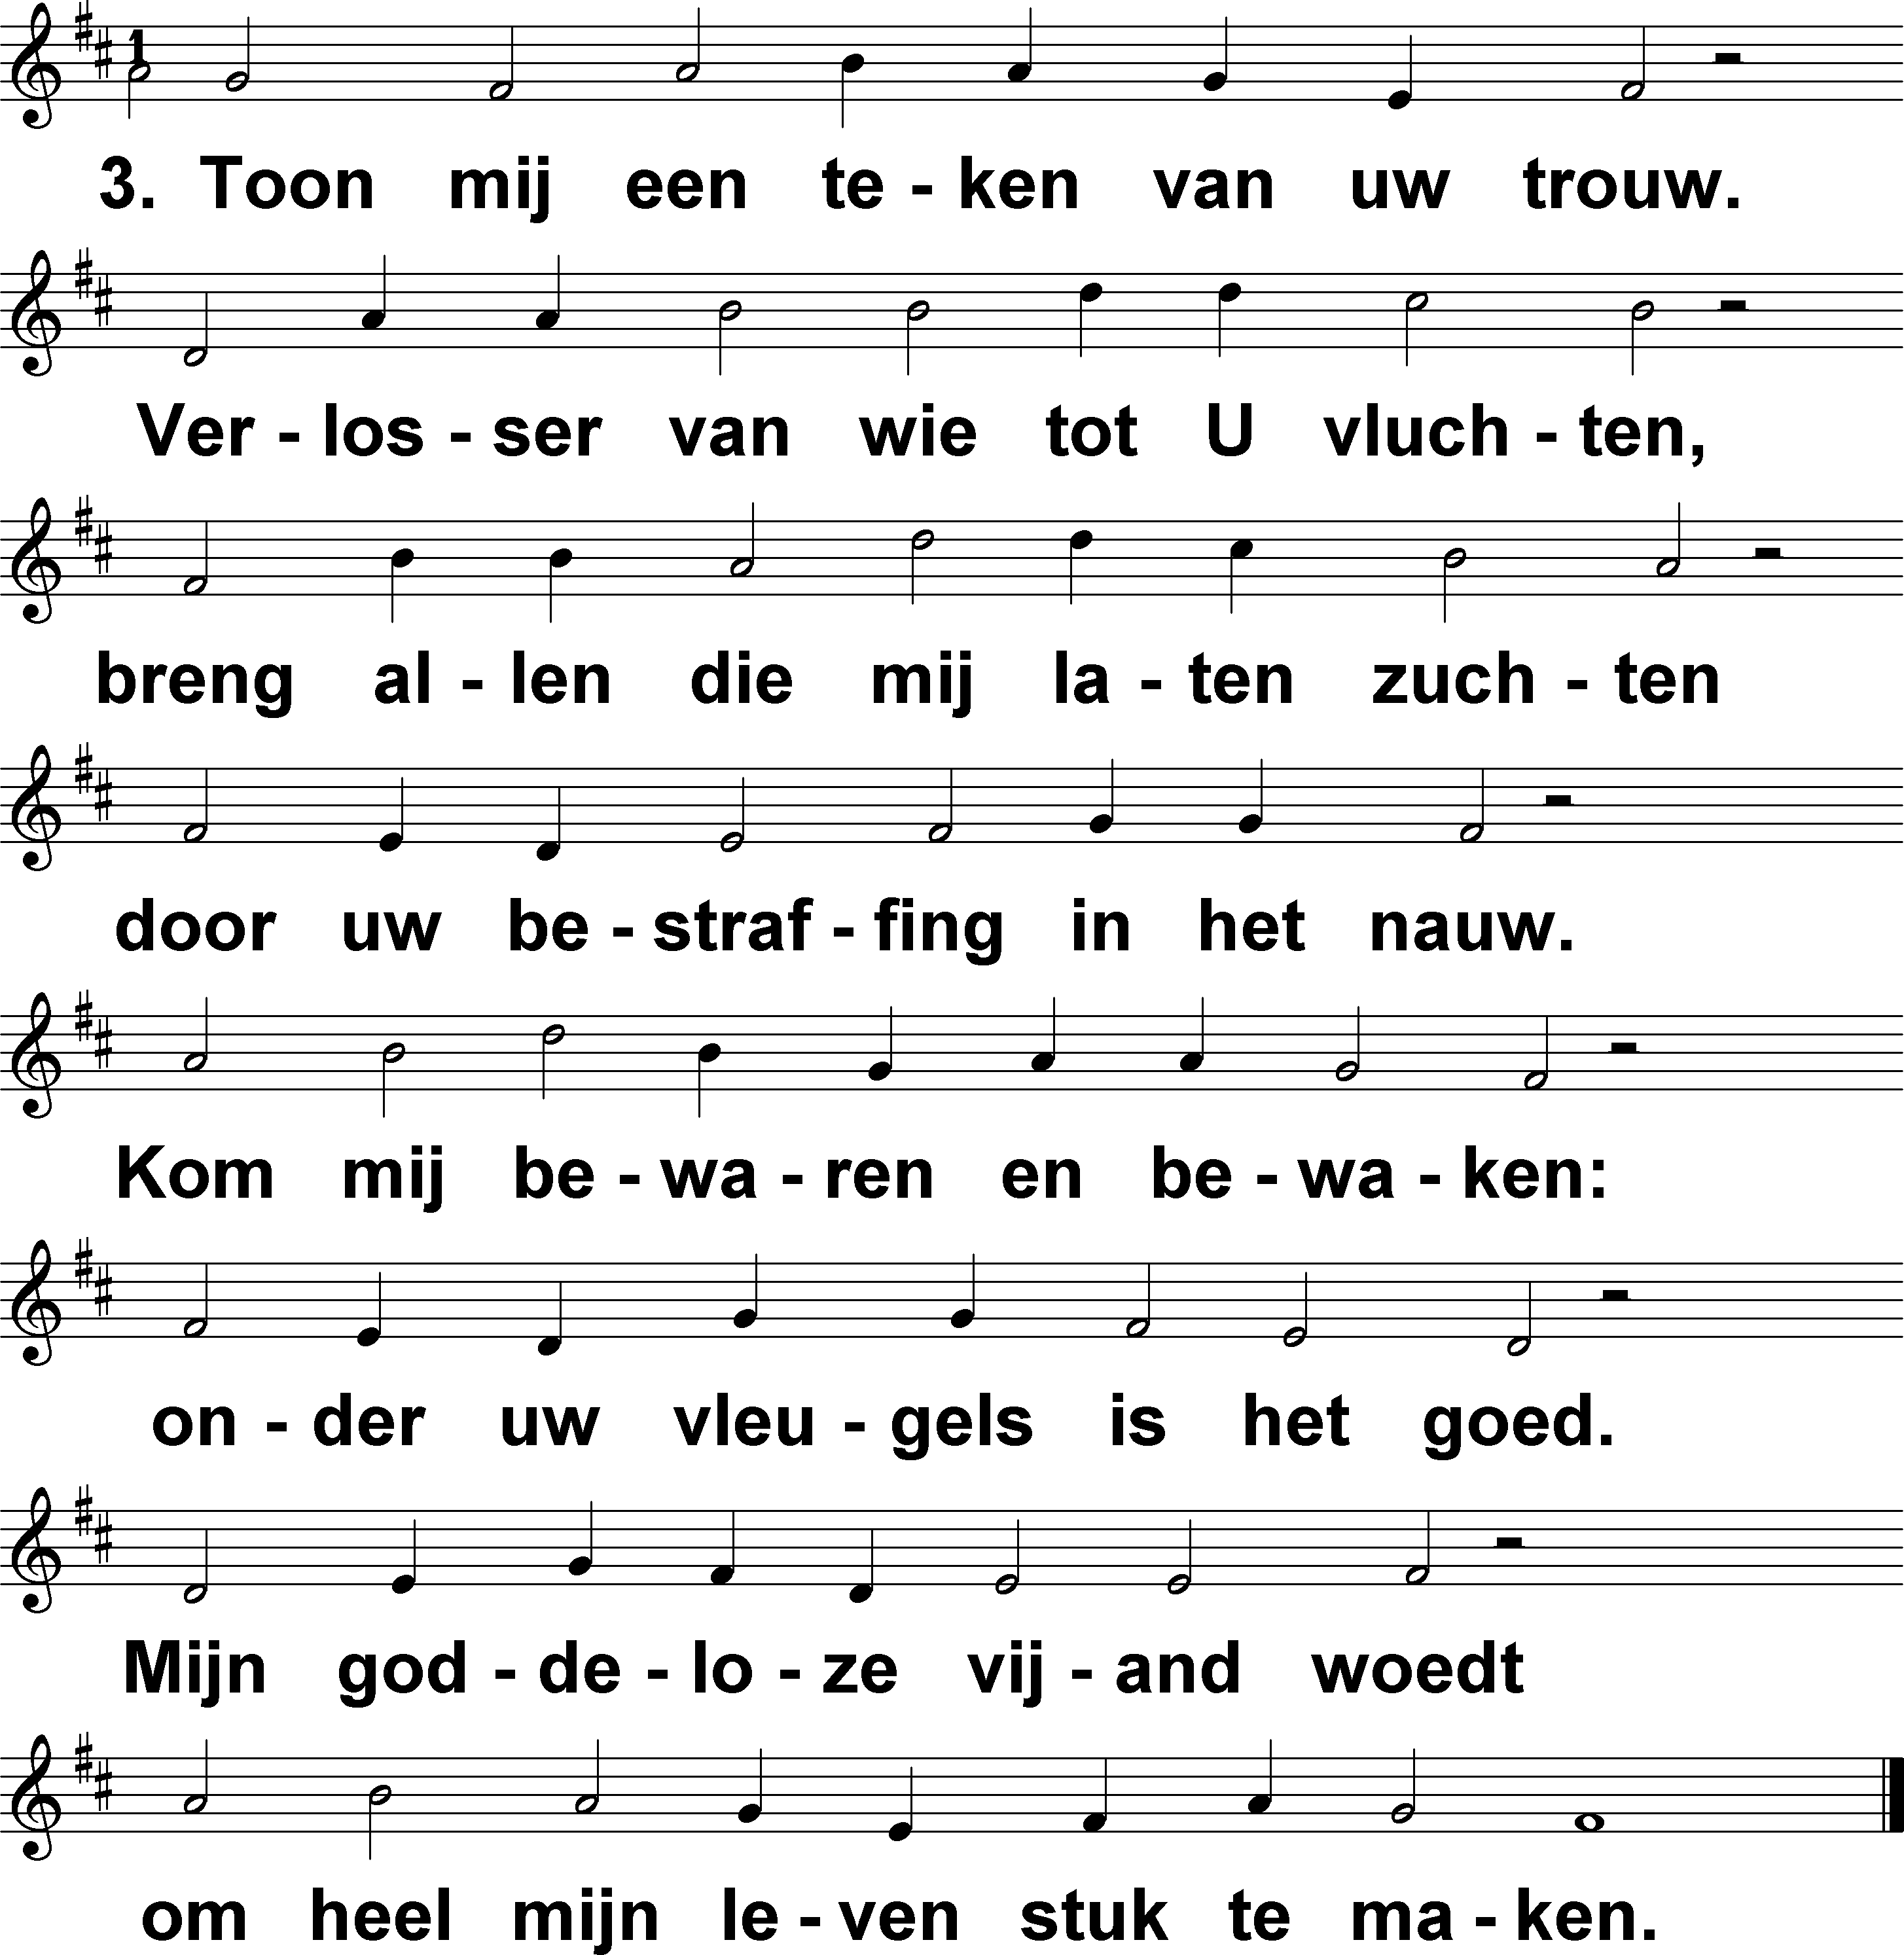 1
3. Toon mij een te - ken van uw trouw.
Ver - los - ser van wie tot U vluch - ten,
breng al - len die mij la - ten zuch - ten
door uw be - straf - fing in het nauw.
Kom mij be - wa - ren en be - wa - ken:
on - der uw vleu - gels is het goed.
Mijn god - de - lo - ze vij - and woedt
om heel mijn le - ven stuk te ma - ken.